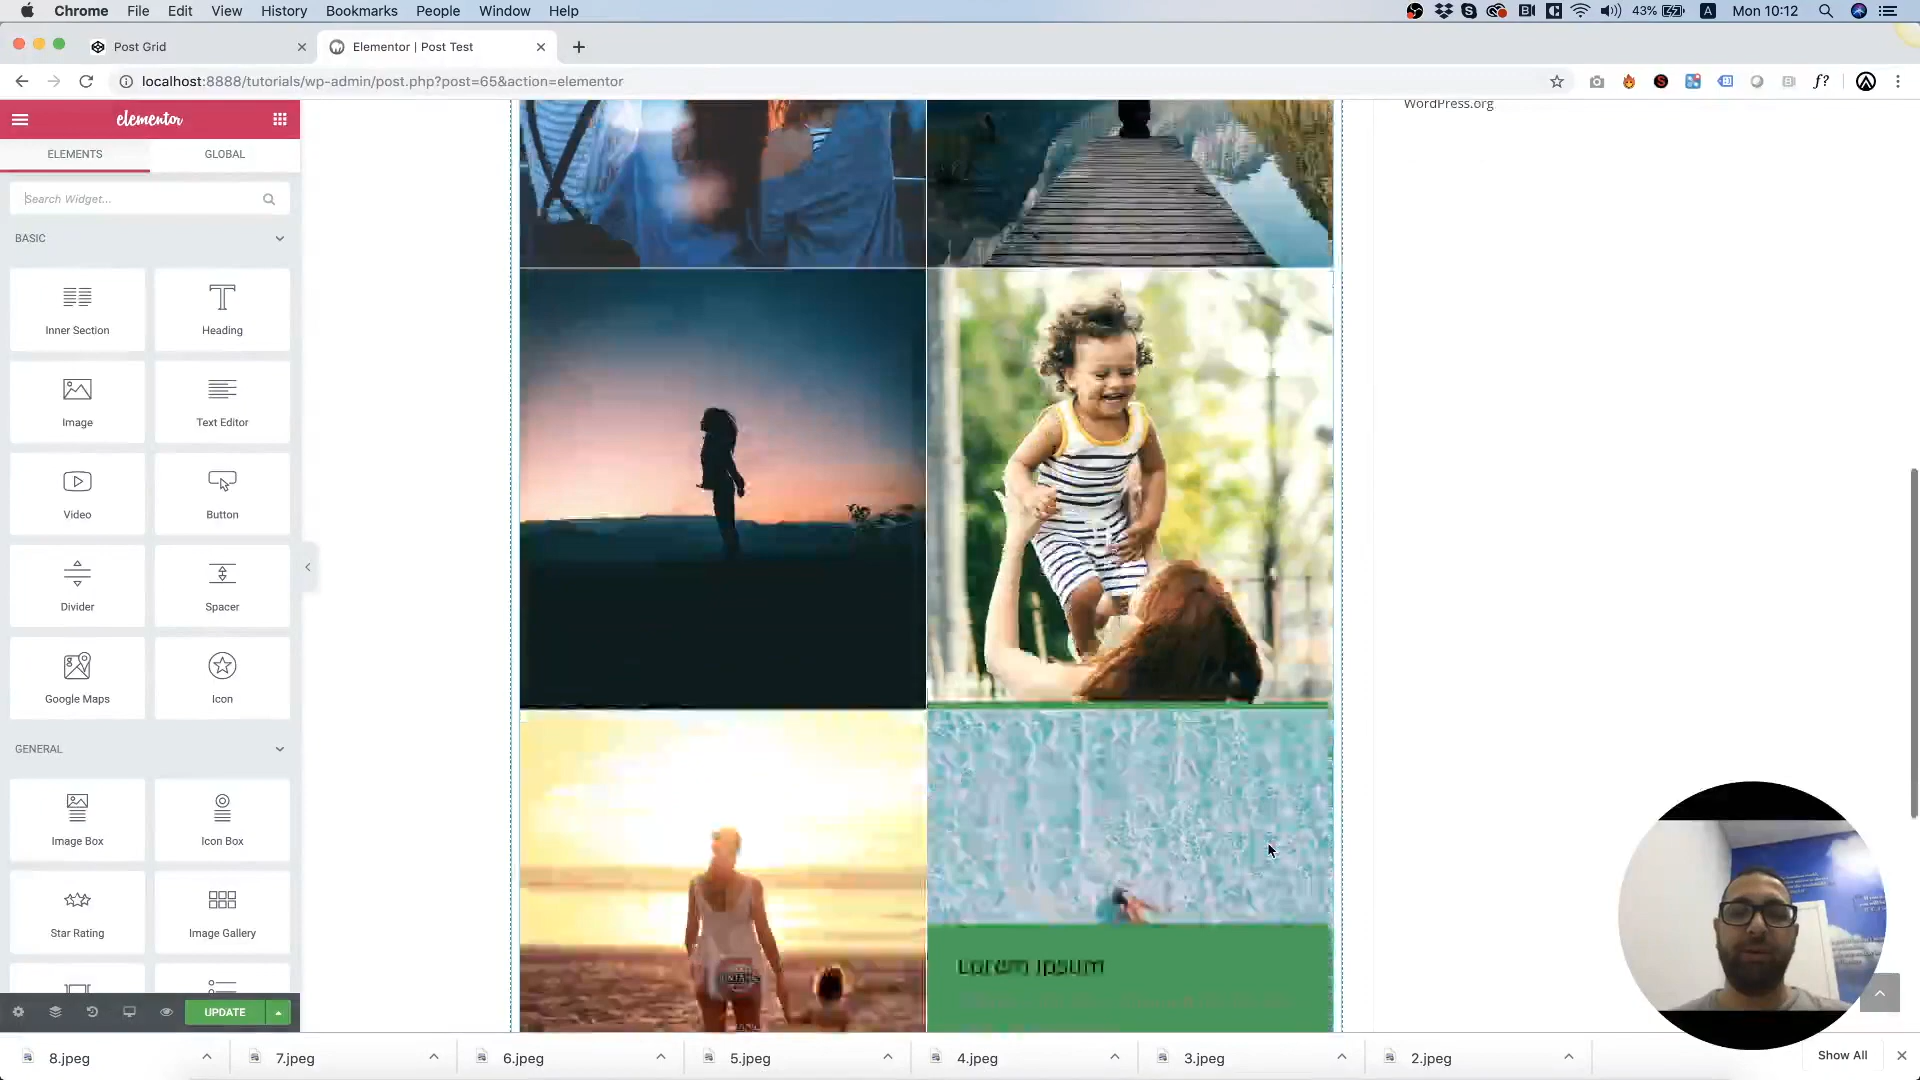 Chrome File Edit View History Bookmarks People Window Help 43% A Mon 10:12
Post Grid Elementor | Post Test
localhost:8888/tutorials/wp-admin/post.php?post=65&action=elementor f?
elementor
WordPress.org
ELEMENTS GLOBAL
Search Widget...
BASIC
Inner Section Heading
Image Text Editor
Video Button
Divider Spacer
Google Maps Icon
GENERAL
Image Box Icon Box
Star Rating Image Gallery
Lorem Ipsum
UPDATE
8.jpeg 7.jpeg 6.jpeg 5.jpeg 4.jpeg 3.jpeg 2.jpeg Show All